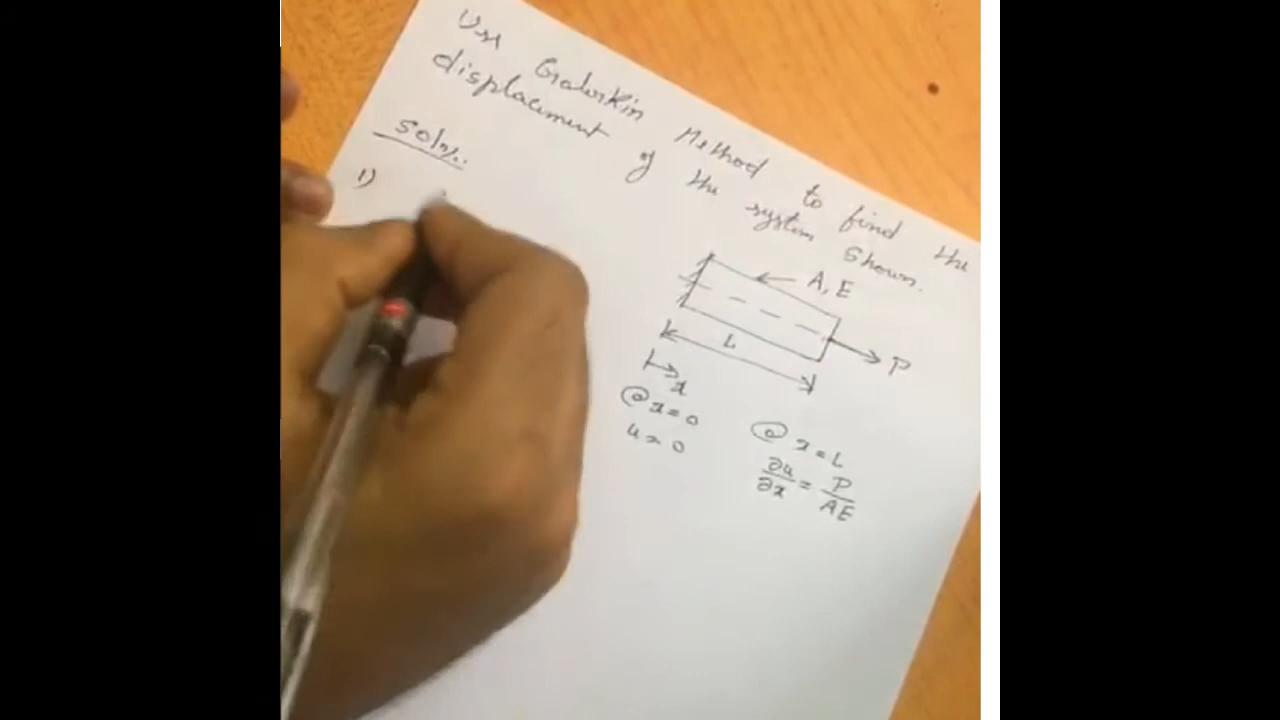 Use Galerkin Method to find the
displacement of the system shown.
Soln:
1)
A, E
L
P
x
@ x=0
u=0
@ x=L
∂u/∂x = P/AE